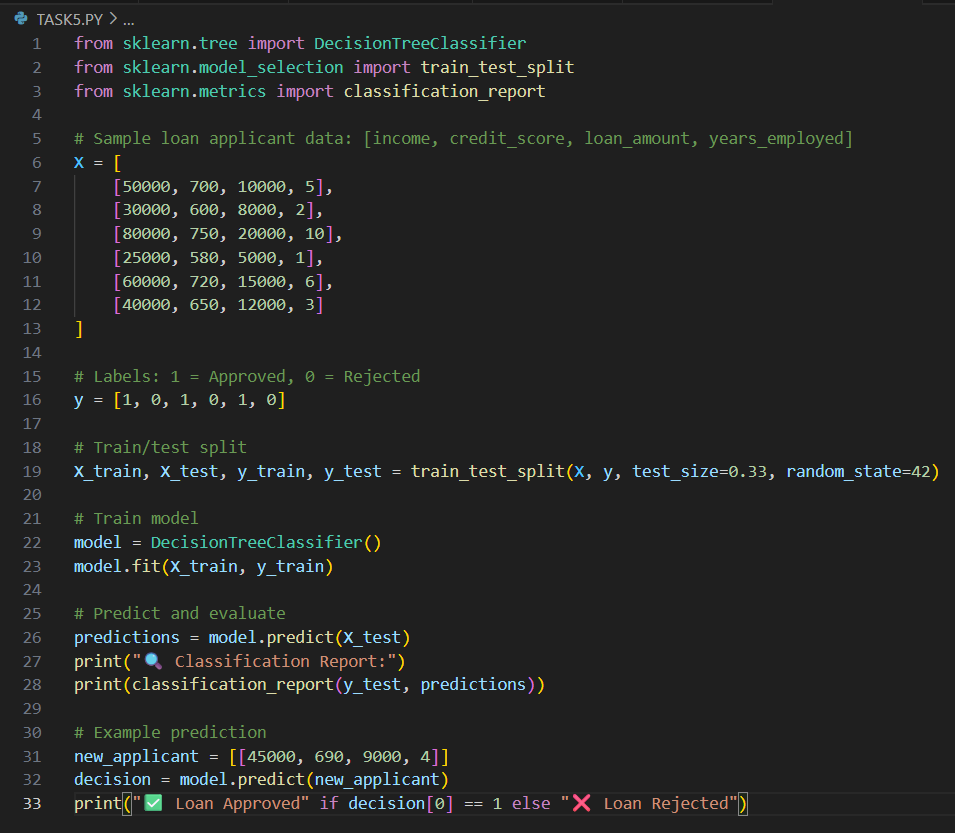 TASK5.PY > ...
1 from sklearn.tree import DecisionTreeClassifier
2 from sklearn.model_selection import train_test_split
3 from sklearn.metrics import classification_report
4
5 # Sample loan applicant data: [income, credit_score, loan_amount, years_employed]
6 X = [
7     [50000, 700, 10000, 5],
8     [30000, 600, 8000, 2],
9     [80000, 750, 20000, 10],
10     [25000, 580, 5000, 1],
11     [60000, 720, 15000, 6],
12     [40000, 650, 12000, 3]
13 ]
14
15 # Labels: 1 = Approved, 0 = Rejected
16 y = [1, 0, 1, 0, 1, 0]
17
18 # Train/test split
19 X_train, X_test, y_train, y_test = train_test_split(X, y, test_size=0.33, random_state=42)
20
21 # Train model
22 model = DecisionTreeClassifier()
23 model.fit(X_train, y_train)
24
25 # Predict and evaluate
26 predictions = model.predict(X_test)
27 print("🔍 Classification Report:")
28 print(classification_report(y_test, predictions))
29
30 # Example prediction
31 new_applicant = [[45000, 690, 9000, 4]]
32 decision = model.predict(new_applicant)
33 print("✅ Loan Approved" if decision[0] == 1 else "❌ Loan Rejected")